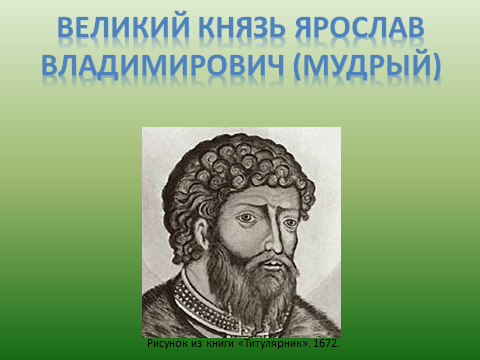 ВЕЛИКИЙ КНЯЗЬ ЯРОСЛАВ
ВЛАДИМИРОВИЧ (МУДРЫЙ)
Рисунок из книги «Титулярник». 1672.